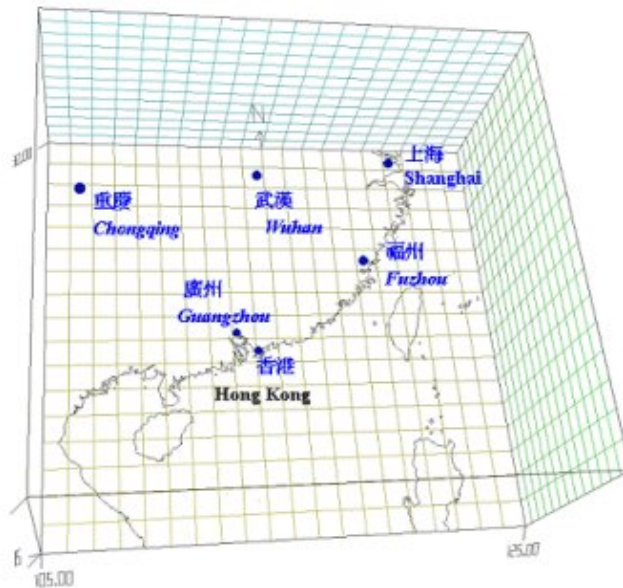 N
上海
Shanghai
重慶
Chongqing
武漢
Wuhan
福州
Fuzhou
廣州
Guangzhou
香港
Hong Kong
125.00
105.00